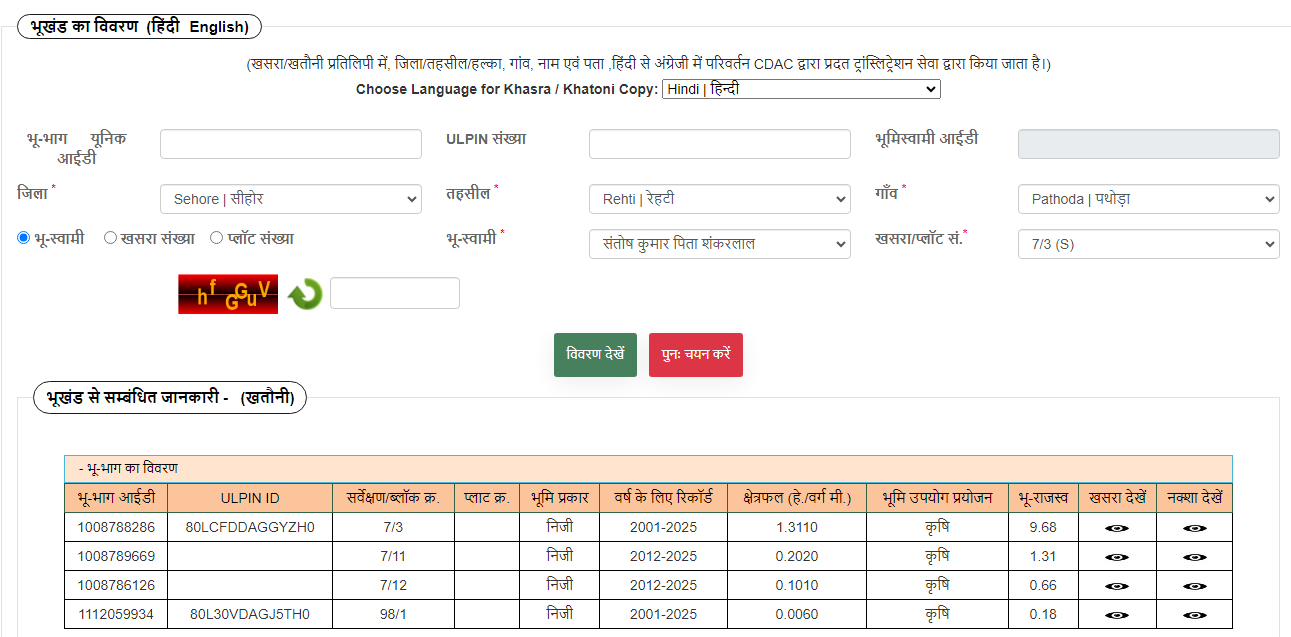 भूखंड का विवरण (हिंदी English)
(खसरा/खतौनी प्रतिलिपी में, जिला/तहसील/हल्का, गांव, नाम एवं पता ,हिंदी से अंग्रेजी में परिवर्तन CDAC द्वारा प्रदत ट्रांस्लिट्रेशन सेवा द्वारा किया जाता है।)
Choose Language for Khasra / Khatoni Copy: Hindi | हिन्दी
भू-भाग यूनिक आईडी ULPIN संख्या भूमिस्वामी आईडी
जिला * Sehore | सीहोर तहसील * Rehti | रेहटी गाँव * Pathoda | पथोड़ा
भू-स्वामी खसरा संख्या प्लॉट संख्या भू-स्वामी * संतोष कुमार पिता शंकरलाल खसरा/प्लॉट सं.* 7/3 (S)
hfGGuV
विवरण देखें पुनः चयन करें
भूखंड से सम्बंधित जानकारी - (खतौनी)
- भू-भाग का विवरण
भू-भाग आईडी ULPIN ID सर्वेक्षण/ब्लॉक क्र. प्लाट क्र. भूमि प्रकार वर्ष के लिए रिकॉर्ड क्षेत्रफल (हे./वर्ग मी.) भूमि उपयोग प्रयोजन भू-राजस्व खसरा देखें नक्शा देखें
1008788286 80LCFDDAGGYZH0 7/3 निजी 2001-2025 1.3110 कृषि 9.68
1008789669 7/11 निजी 2012-2025 0.2020 कृषि 1.31
1008786126 7/12 निजी 2012-2025 0.1010 कृषि 0.66
1112059934 80L30VDAGJ5TH0 98/1 निजी 2001-2025 0.0060 कृषि 0.18